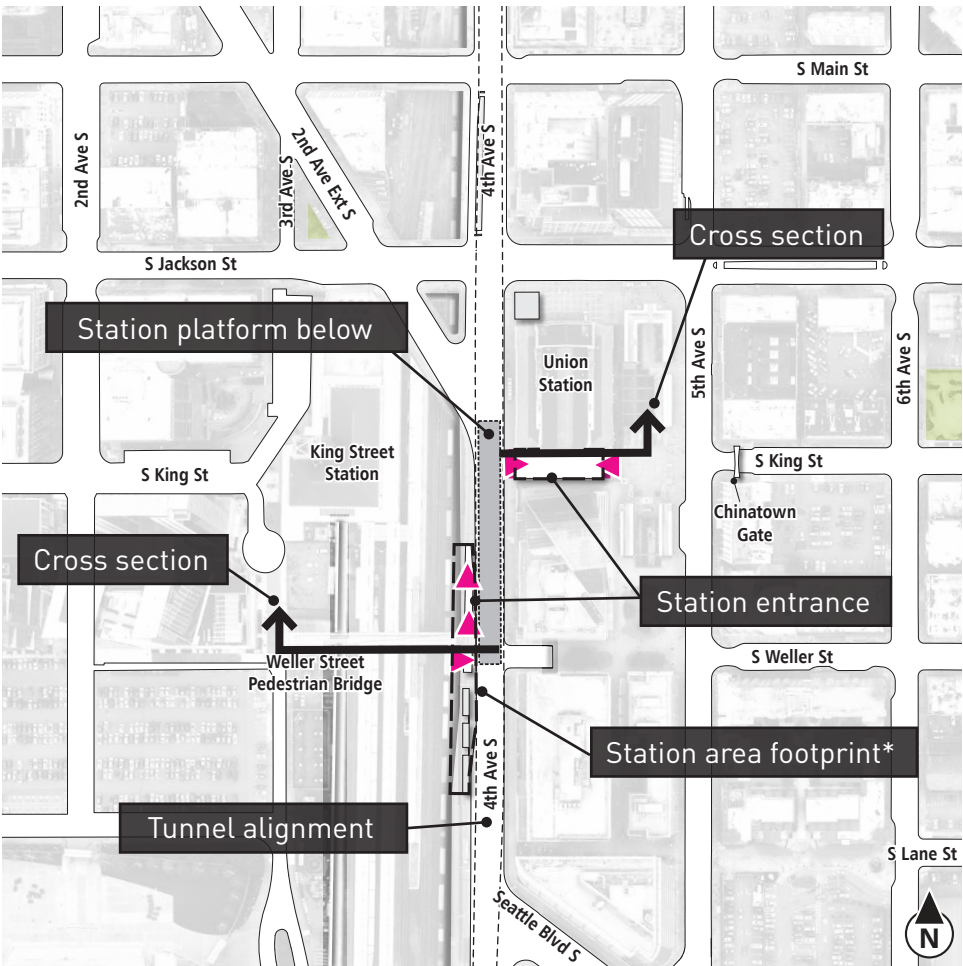 S Main St
2nd Ave S
3rd Ave S
2nd Ave Ext S
4th Ave S
Cross section
S Jackson St
Station platform below
Union
Station
5th Ave S
6th Ave S
King Street
Station
S King St
S King St
Chinatown
Gate
Cross section
Station entrance
Weller Street
Pedestrian Bridge
S Weller St
Station area footprint*
4th Ave S
Tunnel alignment
S Lane St
Seattle Blvd S
N